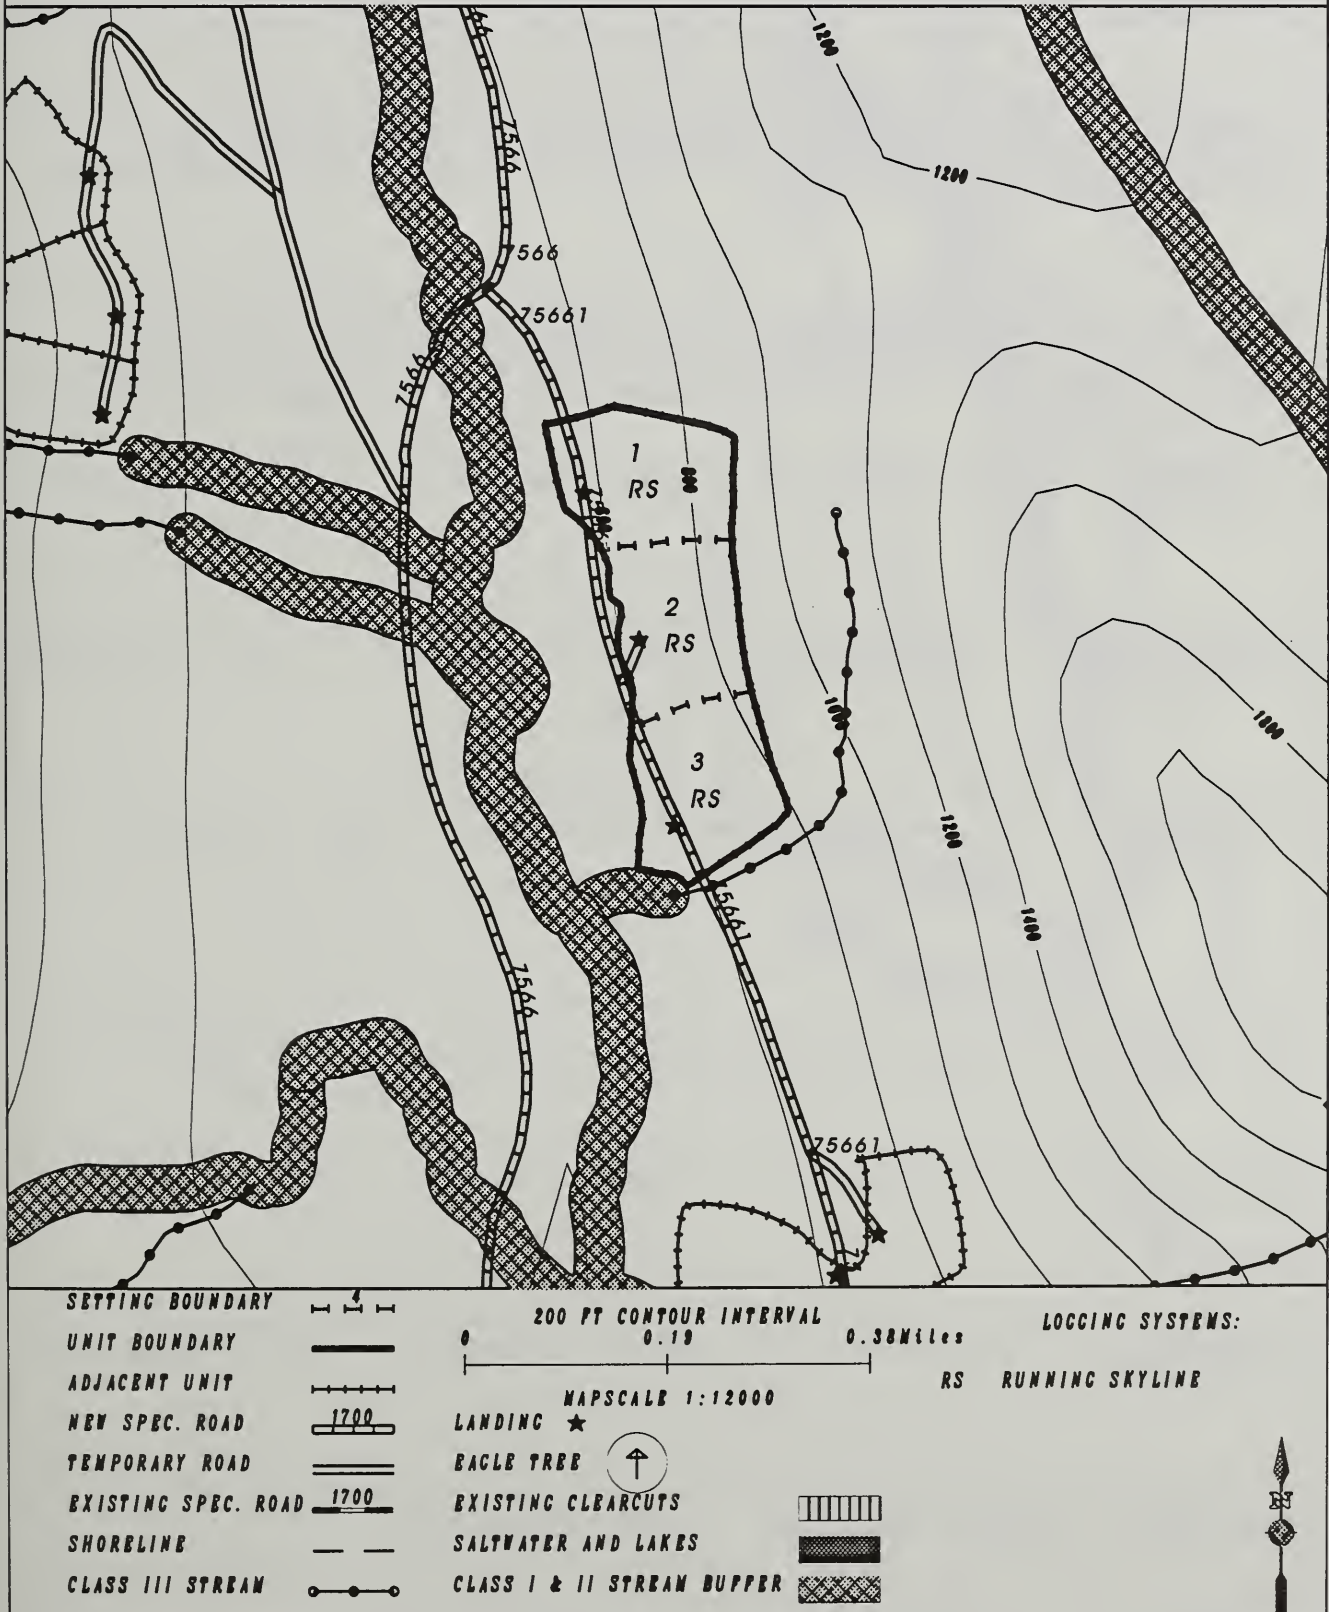 1200
7566
1200
7566
75661
7566
1
RS
800
2
RS
1000
1800
3
RS
1200
75661
1400
7566
75661
SETTING BOUNDARY 4
200 FT CONTOUR INTERVAL
UNIT BOUNDARY
0 0.19 0.38Miles
LOGGING SYSTEMS:
ADJACENT UNIT
RS RUNNING SKYLINE
MAPSCALE 1:12000
NEW SPEC. ROAD 1700
LANDING
TEMPORARY ROAD
EAGLE TREE
EXISTING SPEC. ROAD 1700
EXISTING CLEARCUTS
SHORELINE
SALTWATER AND LAKES
CLASS III STREAM
CLASS I & II STREAM BUFFER
N